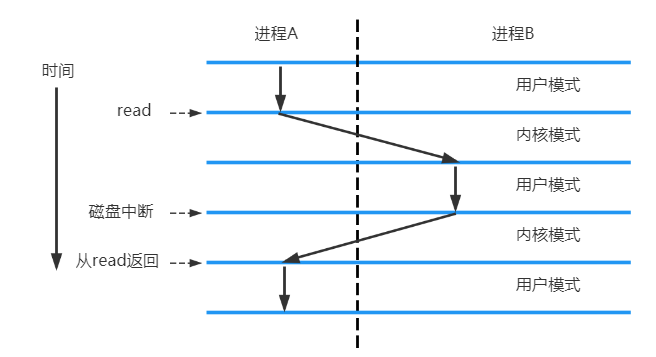 进程A
进程B
时间
用户模式
read
内核模式
用户模式
磁盘中断
内核模式
从read返回
用户模式